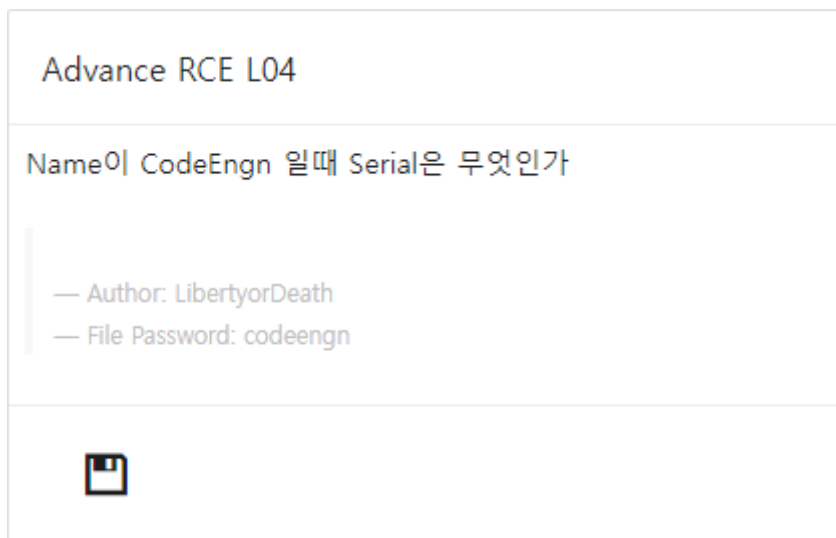 Advance RCE L04
Name이 CodeEngn 일때 Serial은 무엇인가
— Author: LibertyorDeath
— File Password: codeengn